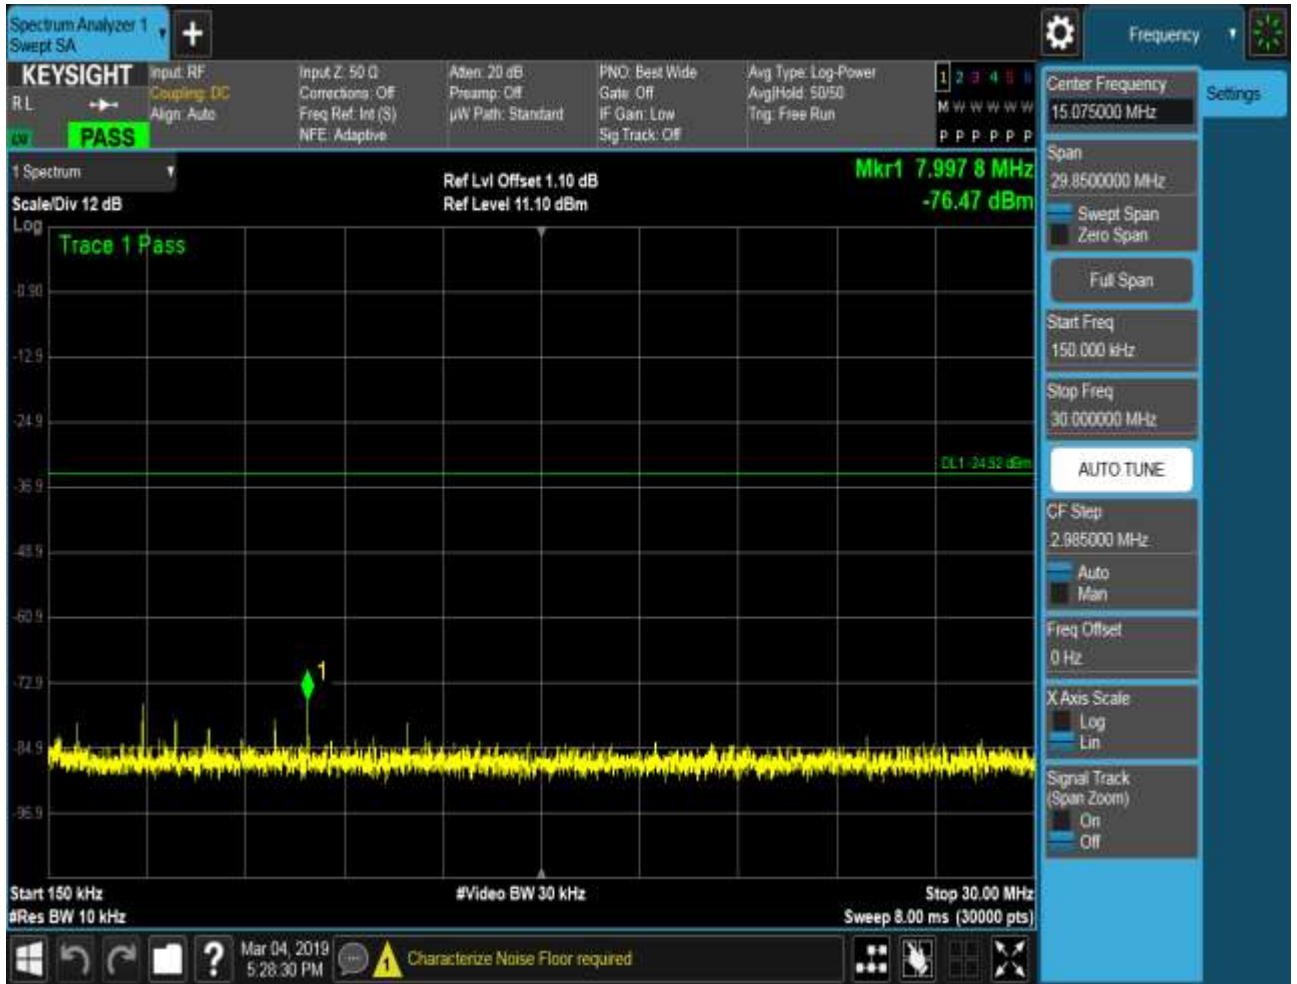 Spectrum Analyzer 1
Swept SA
+
Frequency
KEYSIGHT
R L
PASS
Input: RF
Coupling: DC
Align: Auto
Input Z: 50 Ω
Corrections: Off
Freq Ref: Int (S)
NFE: Adaptive
Atten: 20 dB
Preamp: Off
µW Path: Standard
PNO: Best Wide
Gate: Off
IF Gain: Low
Sig Track: Off
Avg Type: Log-Power
Avg|Hold: 50/50
Trig: Free Run
1 2 3 4 5 6
M W W W W W
P P P P P P
1 Spectrum
Scale/Div 12 dB
Log
Ref Lvl Offset 1.10 dB
Ref Level 11.10 dBm
Mkr1 7.997 8 MHz
-76.47 dBm
Trace 1 Pass
-0.90
-12.9
-24.9
DL1 -34.52 dBm
-36.9
-48.9
-60.9
1
-72.9
-84.9
-96.9
Start 150 kHz
#Res BW 10 kHz
#Video BW 30 kHz
Stop 30.00 MHz
Sweep 8.00 ms (30000 pts)
Center Frequency
15.075000 MHz
Settings
Span
29.8500000 MHz
Swept Span
Zero Span
Full Span
Start Freq
150.000 kHz
Stop Freq
30.000000 MHz
AUTO TUNE
CF Step
2.985000 MHz
Auto
Man
Freq Offset
0 Hz
X Axis Scale
Log
Lin
Signal Track
(Span Zoom)
On
Off
?
Mar 04, 2019
5:28:30 PM
1
Characterize Noise Floor required